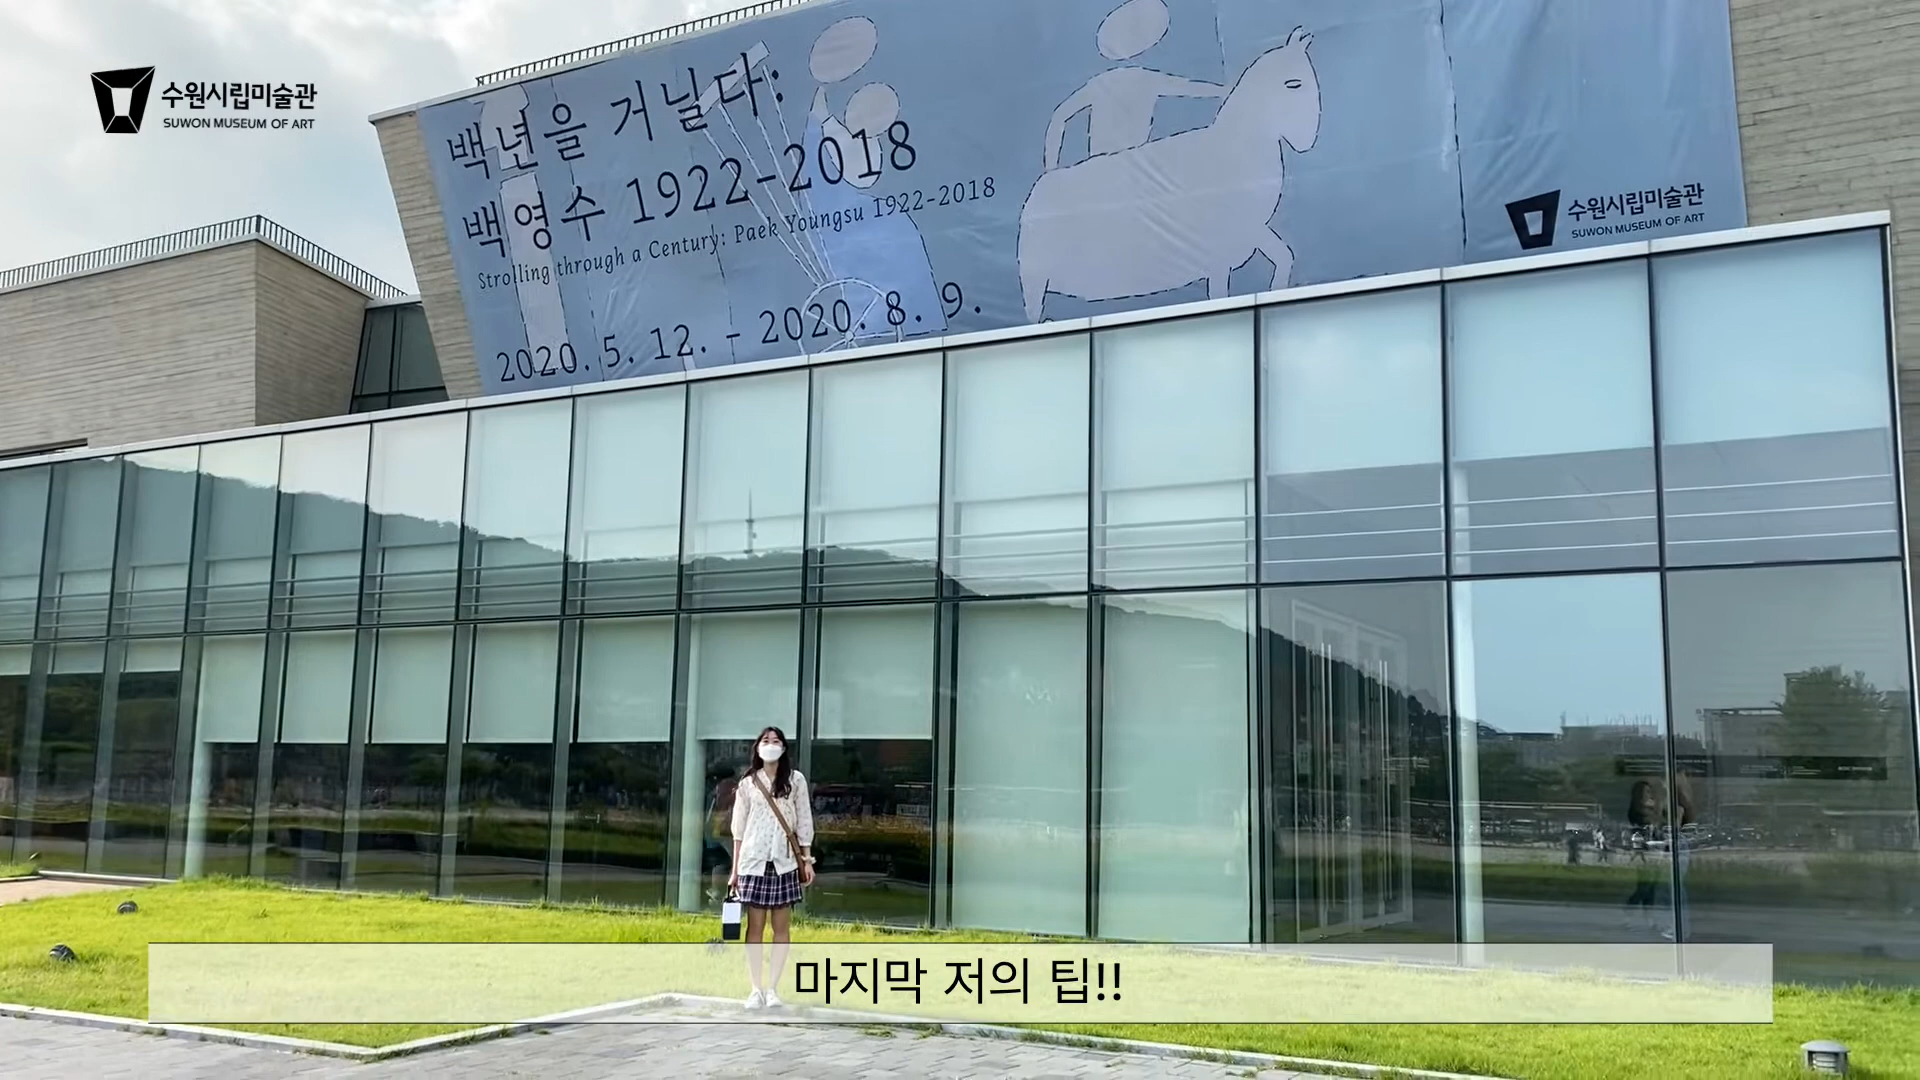 수원시립미술관
SUWON MUSEUM OF ART
백년을 거닐다:
백영수 1922-2018
Strolling through a Century: Paek Youngsu 1922-2018
2020. 5. 12. - 2020. 8. 9.
수원시립미술관
SUWON MUSEUM OF ART
마지막 저의 팁!!